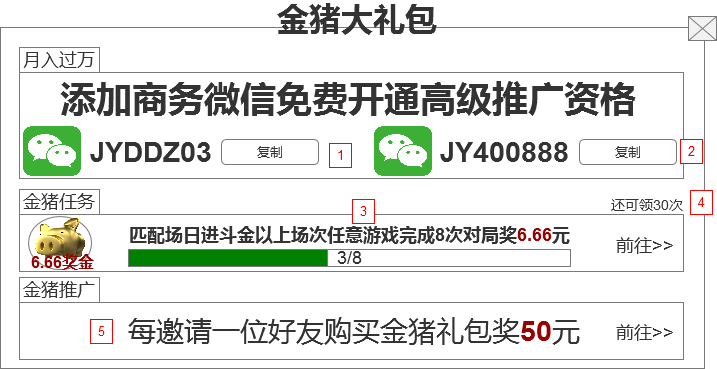 金猪大礼包
月入过万
添加商务微信免费开通高级推广资格
JYDDZ03 复制 1 JY400888 复制 2
金猪任务 还可领30次 4
3
匹配场日进斗金以上场次任意游戏完成8次对局奖6.66元
6.66奖金 3/8 前往>>
金猪推广
5 每邀请一位好友购买金猪礼包奖50元 前往>>